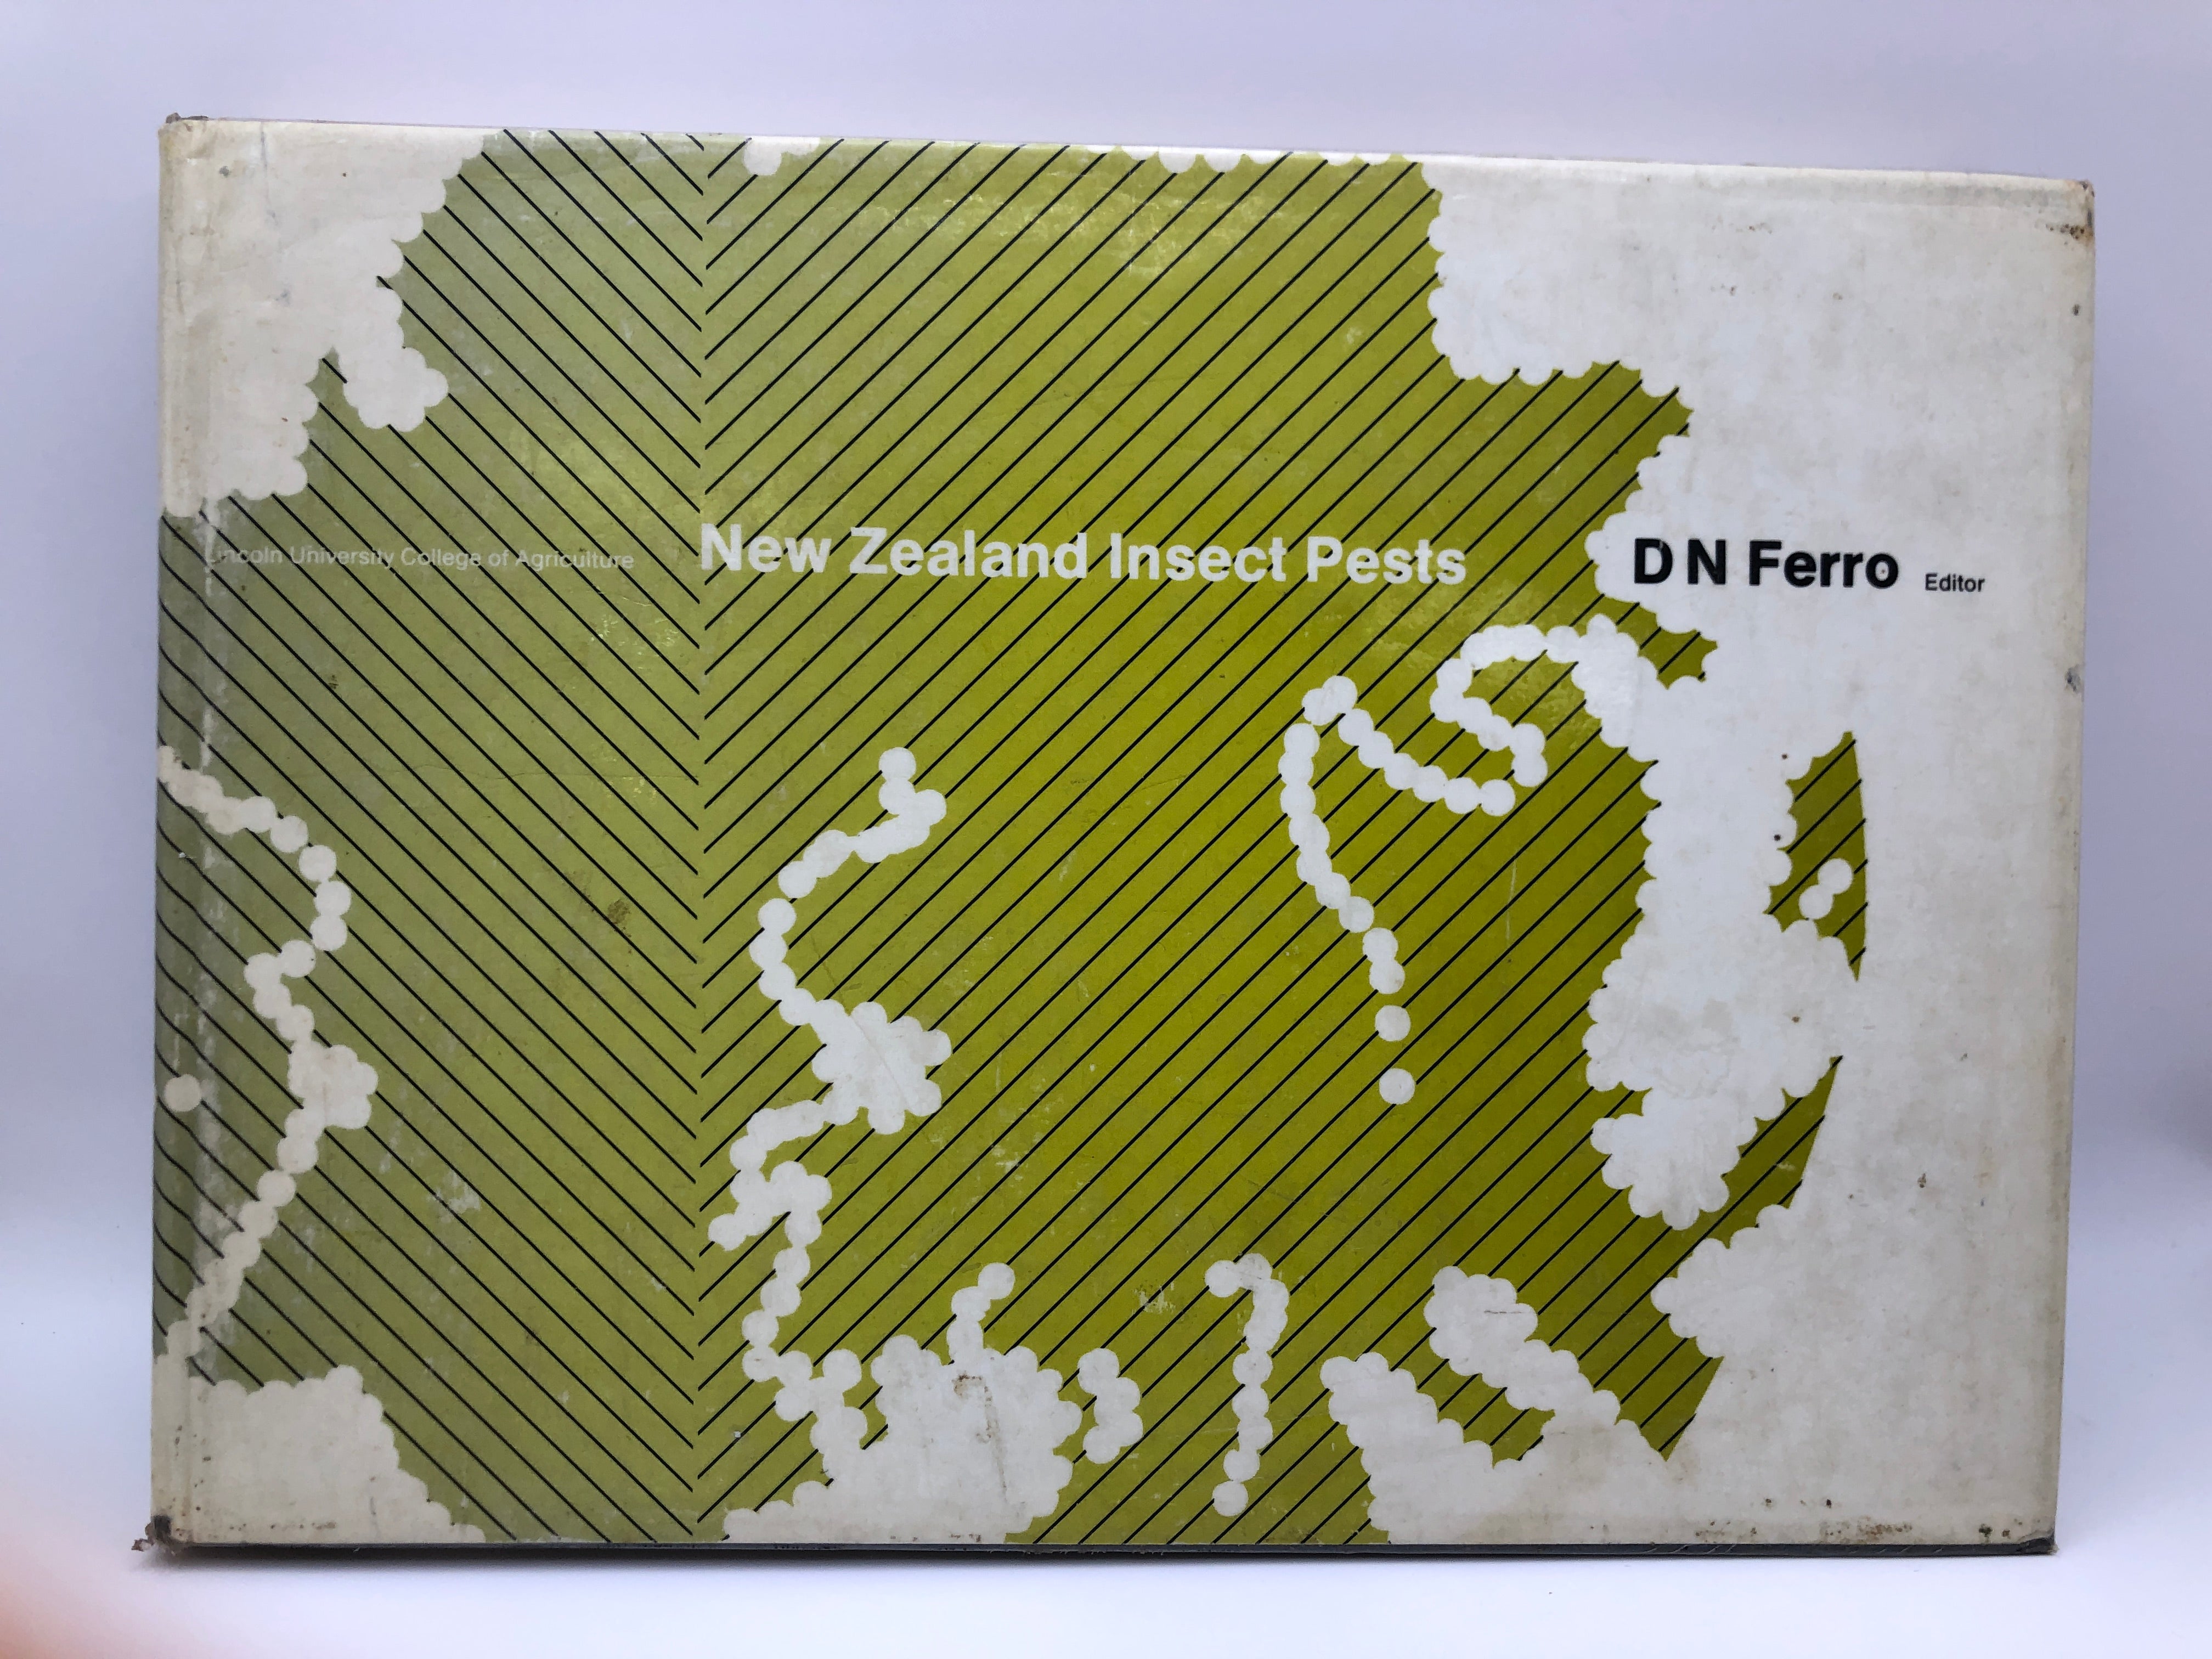 Lincoln University College of Agriculture
New Zealand Insect Pests
D N Ferro Editor